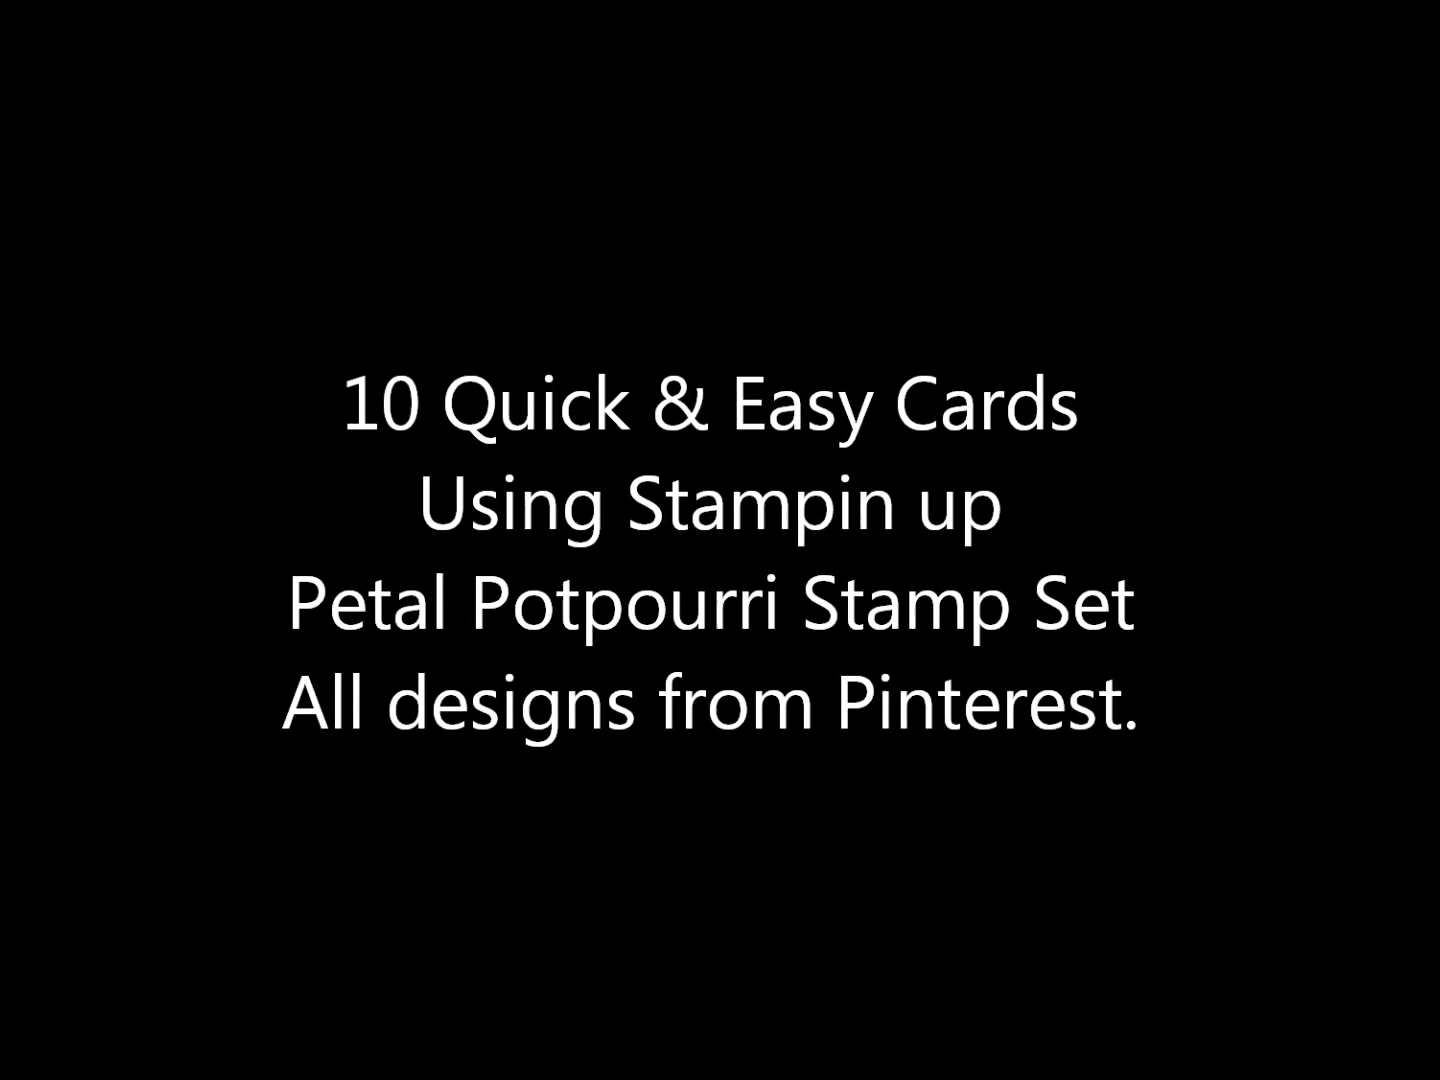 10 Quick & Easy Cards
Using Stampin up
Petal Potpourri Stamp Set
All designs from Pinterest.